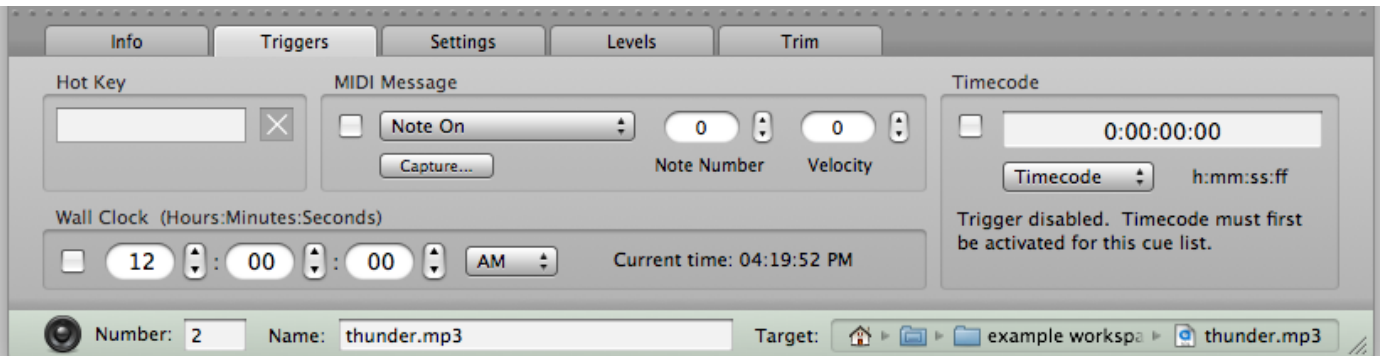 Info Triggers Settings Levels Trim
Hot Key MIDI Message Timecode
Note On 0 0 0:00:00:00
Capture... Note Number Velocity Timecode h:mm:ss:ff
Wall Clock (Hours:Minutes:Seconds) Trigger disabled. Timecode must first
be activated for this cue list.
12 : 00 : 00 AM Current time: 04:19:52 PM
Number: 2 Name: thunder.mp3 Target: example workspa thunder.mp3